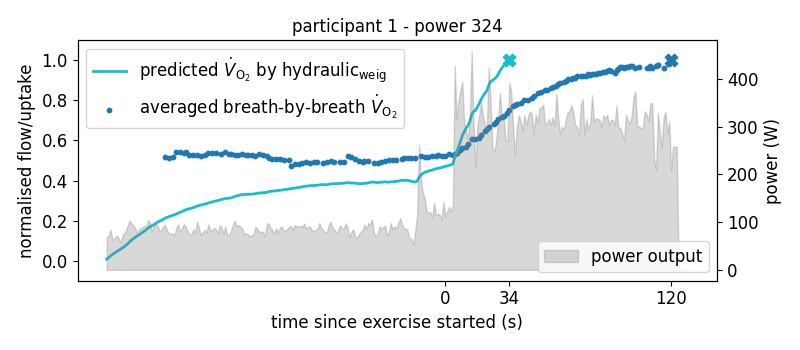 participant 1 - power 324
normalised flow/uptake
1.0
0.8
0.6
0.4
0.2
0.0
predicted V̇O₂ by hydraulicweig
averaged breath-by-breath V̇O₂
power output
400
300
200
100
0
power (W)
0 34 120
time since exercise started (s)